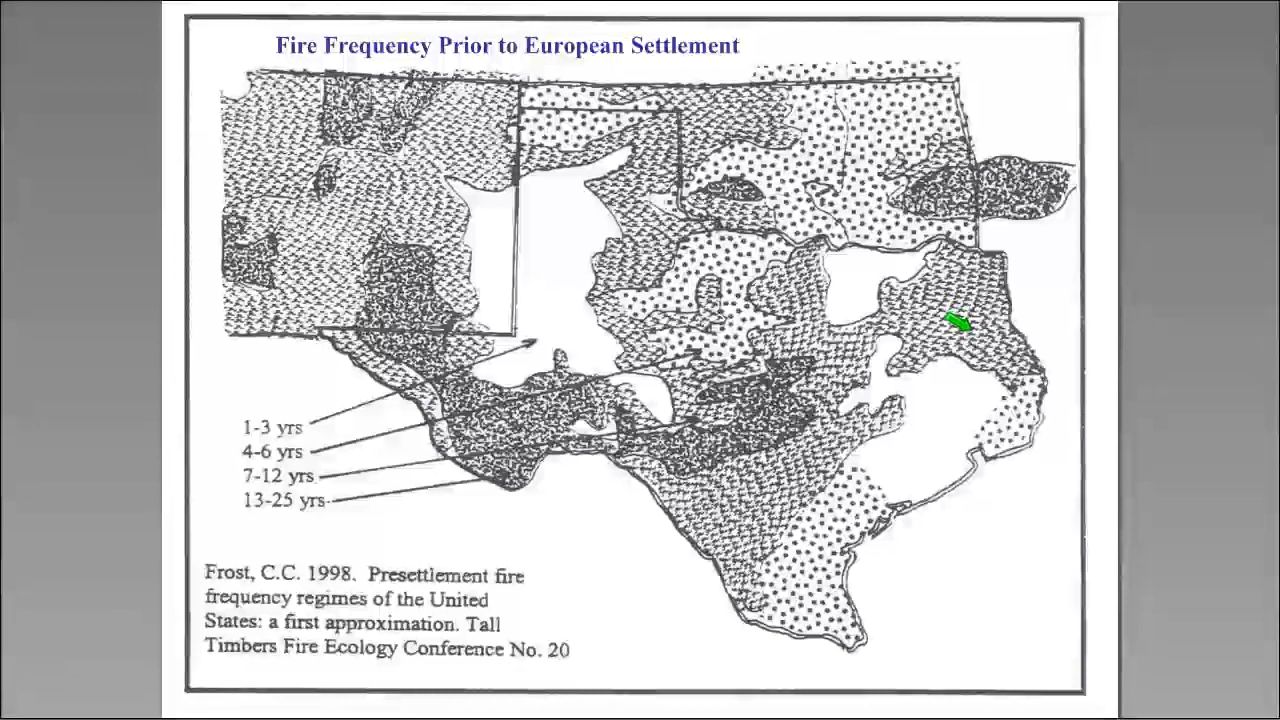 Fire Frequency Prior to European Settlement
1-3 yrs
4-6 yrs
7-12 yrs
13-25 yrs
Frost, C.C. 1998. Presettlement fire
frequency regimes of the United
States: a first approximation. Tall
Timbers Fire Ecology Conference No. 20